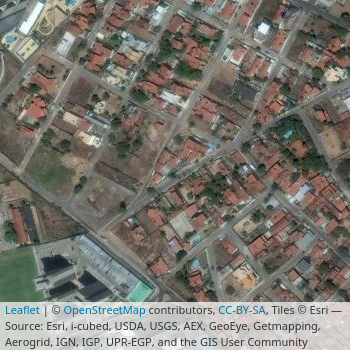 Leaflet | © OpenStreetMap contributors, CC-BY-SA, Tiles © Esri —
Source: Esri, i-cubed, USDA, USGS, AEX, GeoEye, Getmapping,
Aerogrid, IGN, IGP, UPR-EGP, and the GIS User Community